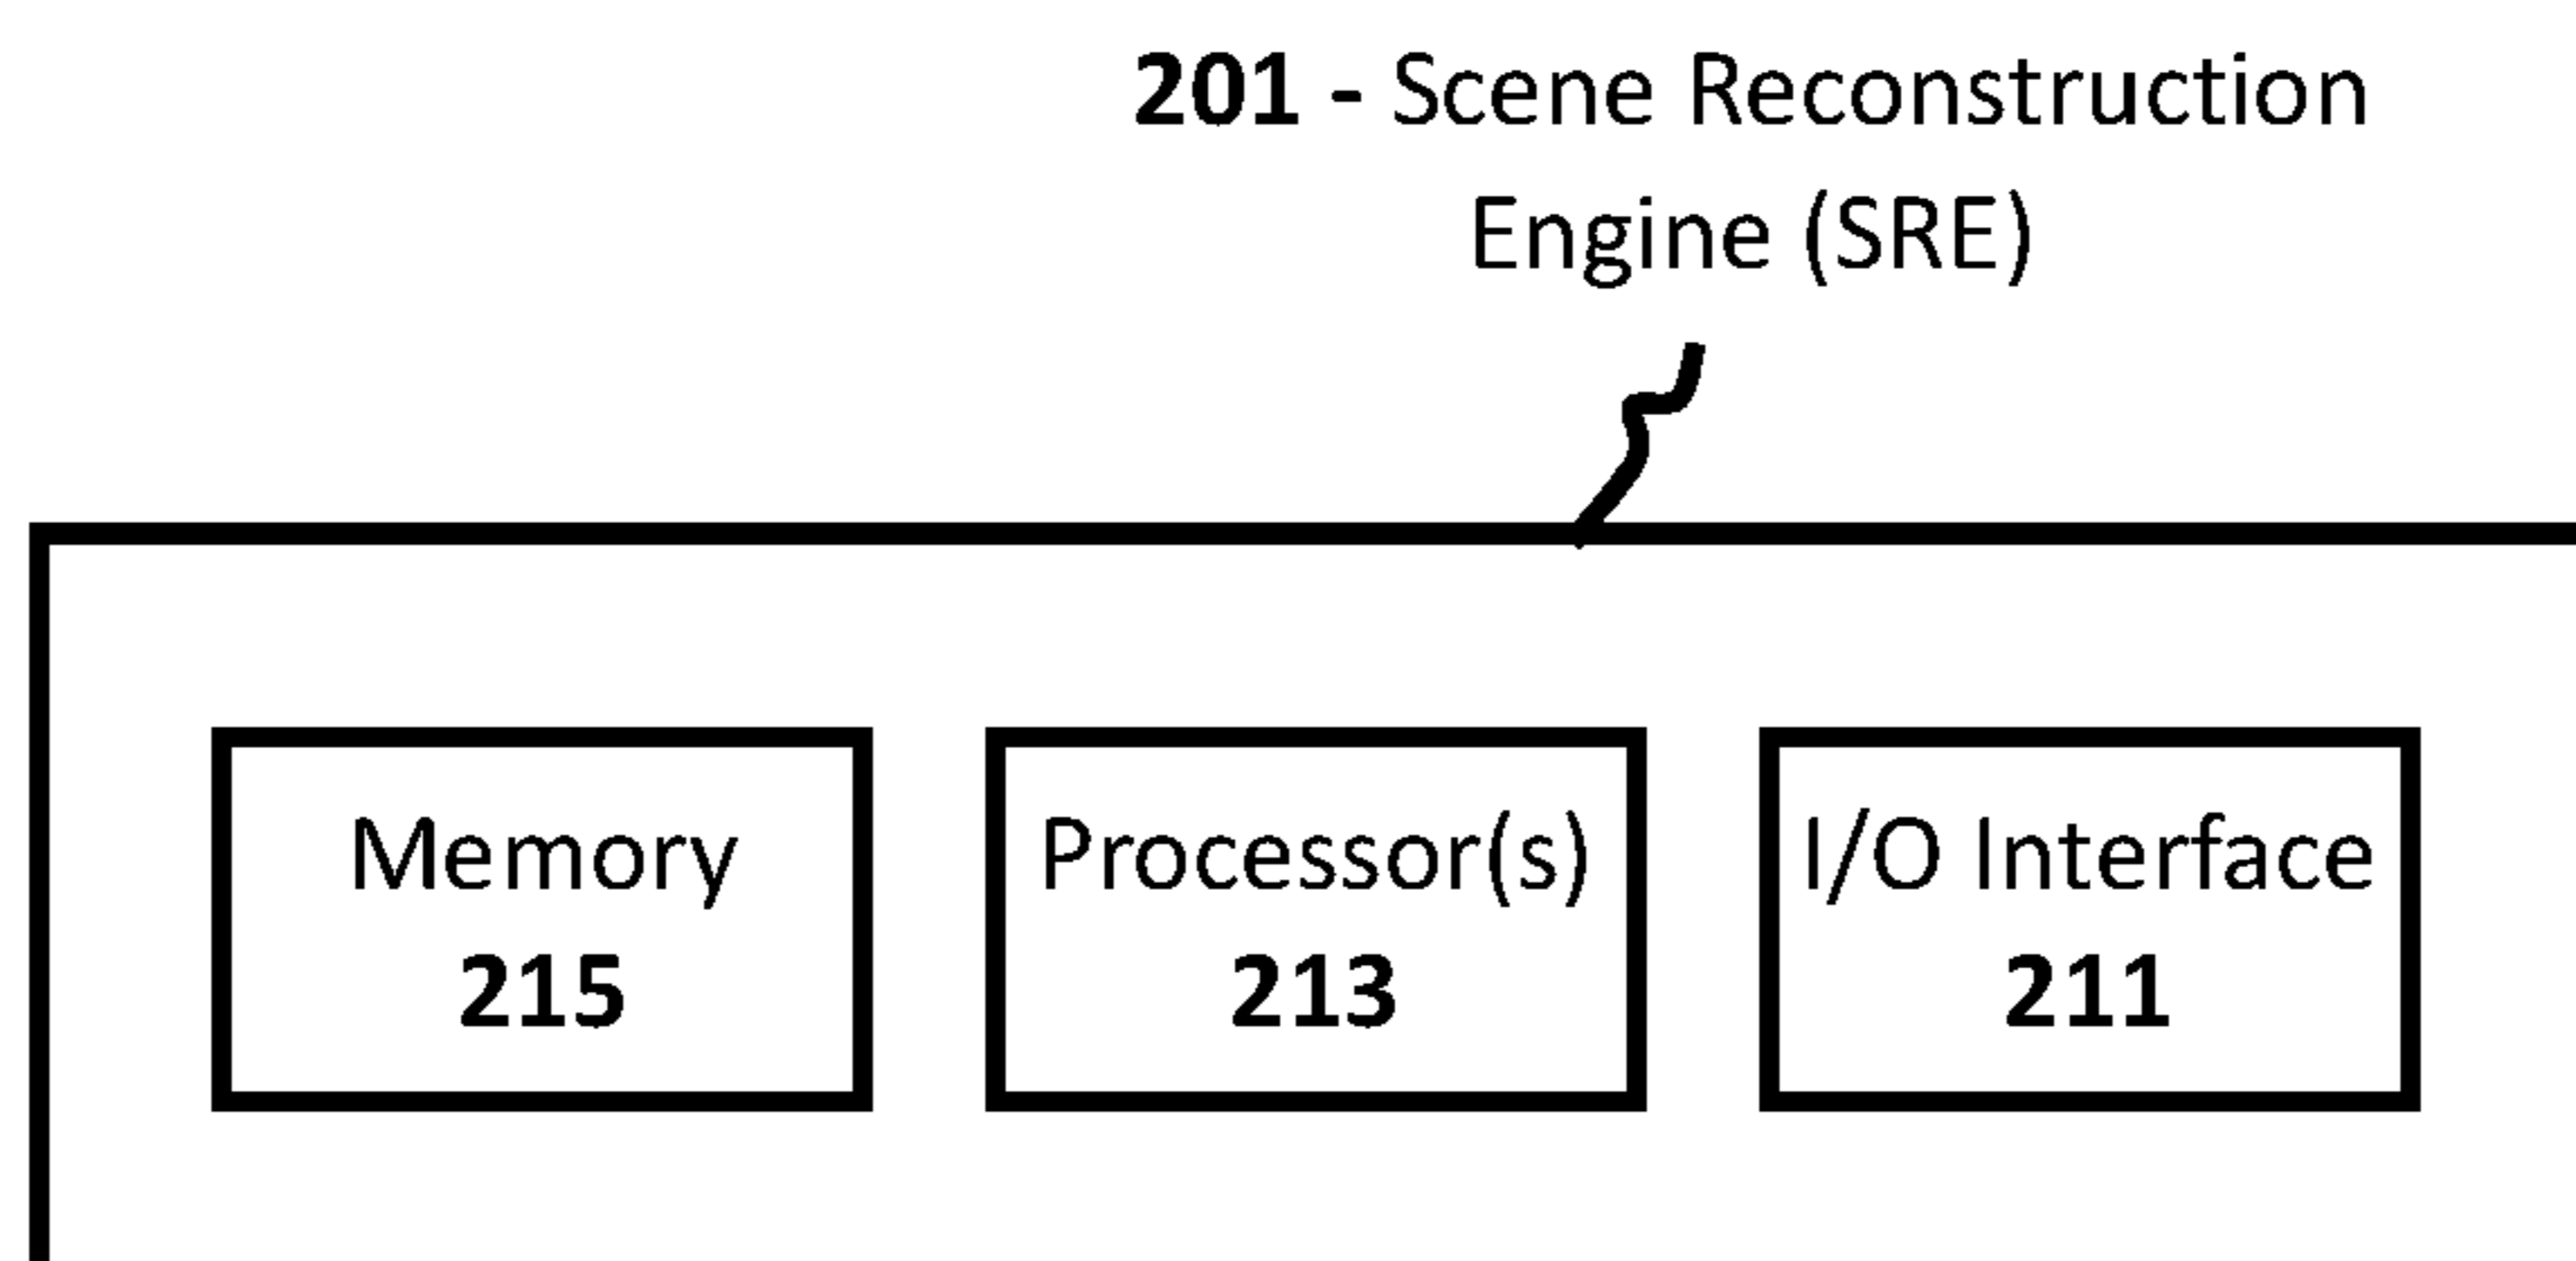 201 - Scene Reconstruction
Engine (SRE)
Memory
215
Processor(s)
213
I/O Interface
211